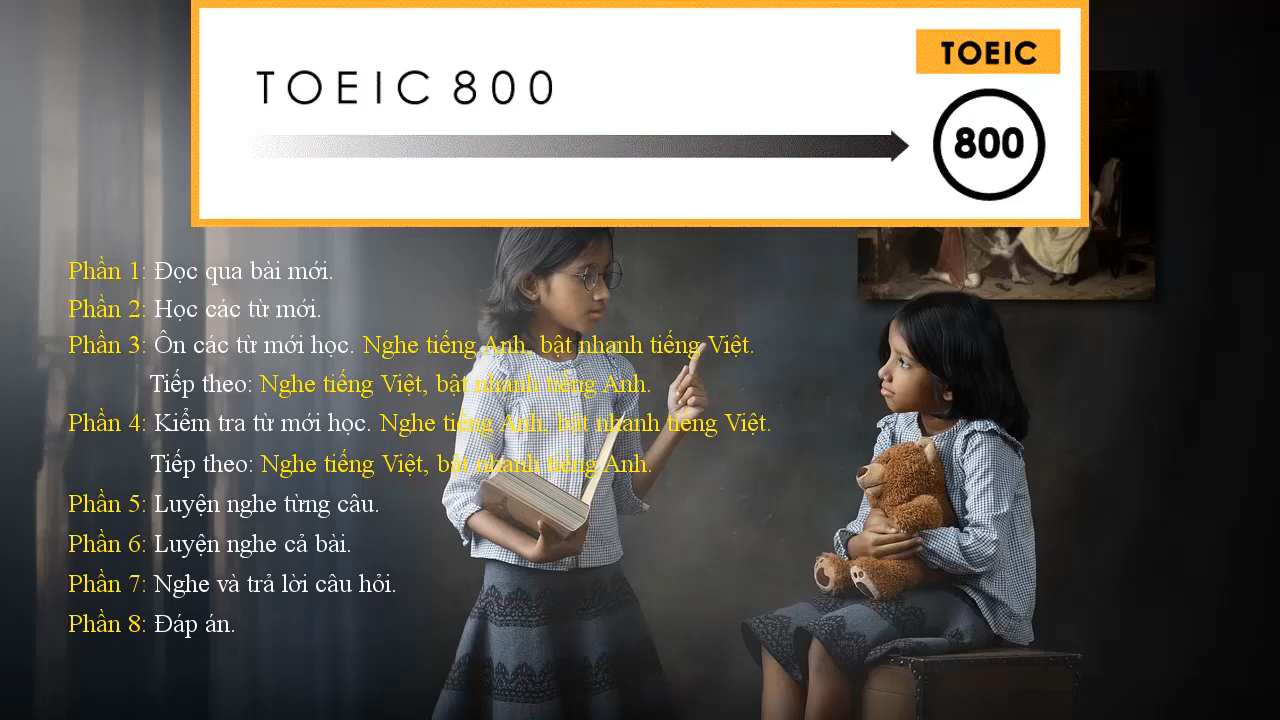 TOEIC
TOEIC 800
800
Phần 1: Đọc qua bài mới.
Phần 2: Học các từ mới.
Phần 3: Ôn các từ mới học. Nghe tiếng Anh, bật nhanh tiếng Việt.
Tiếp theo: Nghe tiếng Việt, bật nhanh tiếng Anh.
Phần 4: Kiểm tra từ mới học. Nghe tiếng Anh, bật nhanh tiếng Việt.
Tiếp theo: Nghe tiếng Việt, bật nhanh tiếng Anh.
Phần 5: Luyện nghe từng câu.
Phần 6: Luyện nghe cả bài.
Phần 7: Nghe và trả lời câu hỏi.
Phần 8: Đáp án.